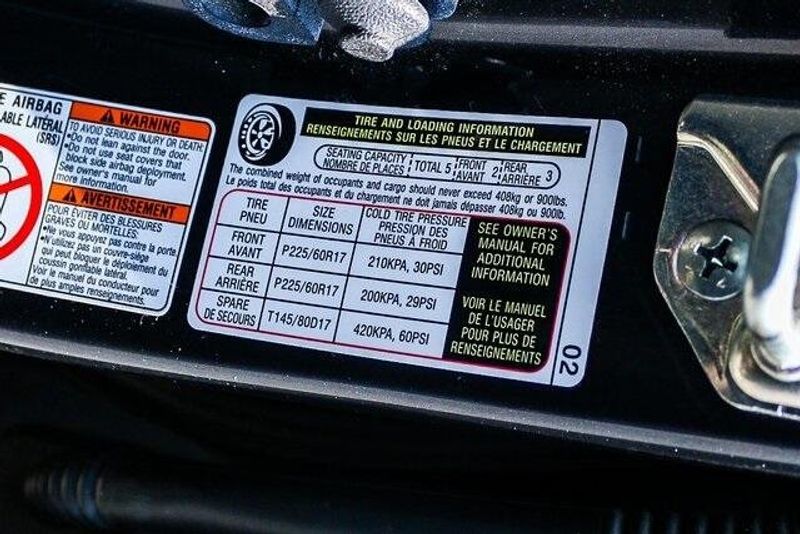 E AIRBAG
ABLE LATÉRAL
(SRS)
WARNING
TO AVOID SERIOUS INJURY OR DEATH:
•Do not lean against the door.
•Do not use seat covers that
block side airbag deployment.
See owner's manual for
more information.
AVERTISSEMENT
POUR ÉVITER DES BLESSURES
GRAVES OU MORTELLES:
•Ne vous appuyez pas contre la porte.
•N'utilisez pas un couvre-siège
qui peut bloquer le déploiement du
coussin gonflable latéral.
Voir le manuel du conducteur pour
de plus amples informations.
TIRE AND LOADING INFORMATION
RENSEIGNEMENTS SUR LES PNEUS ET LE CHARGEMENT
SEATING CAPACITY
NOMBRE DE PLACES
TOTAL 5
FRONT
AVANT 2
REAR
ARRIÈRE 3
The combined weight of occupants and cargo should never exceed 408kg or 900lbs.
Le poids total des occupants et du chargement ne doit jamais dépasser 408kg ou 900lb.
TIRE
PNEU
SIZE
DIMENSIONS
COLD TIRE PRESSURE
PRESSION DES
PNEUS À FROID
FRONT
AVANT
P225/60R17
210KPA, 30PSI
REAR
ARRIÈRE
P225/60R17
200KPA, 29PSI
SPARE
DE SECOURS
T145/80D17
420KPA, 60PSI
SEE OWNER'S
MANUAL FOR
ADDITIONAL
INFORMATION
VOIR LE MANUEL
DE L'USAGER
POUR PLUS DE
RENSEIGNEMENTS
02